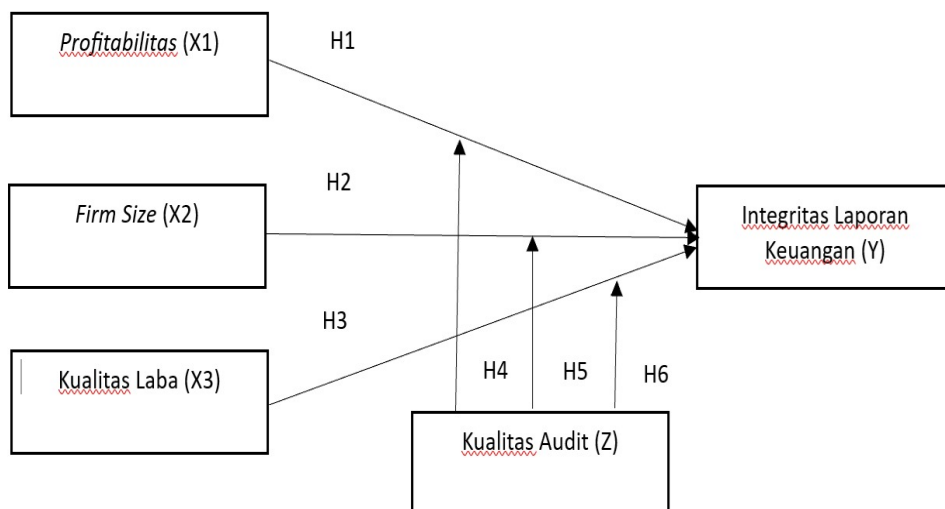 Profitabilitas (X1)
H1
H2
Firm Size (X2)
Integritas Laporan
Keuangan (Y)
H3
Kualitas Laba (X3)
H4
H5
H6
Kualitas Audit (Z)